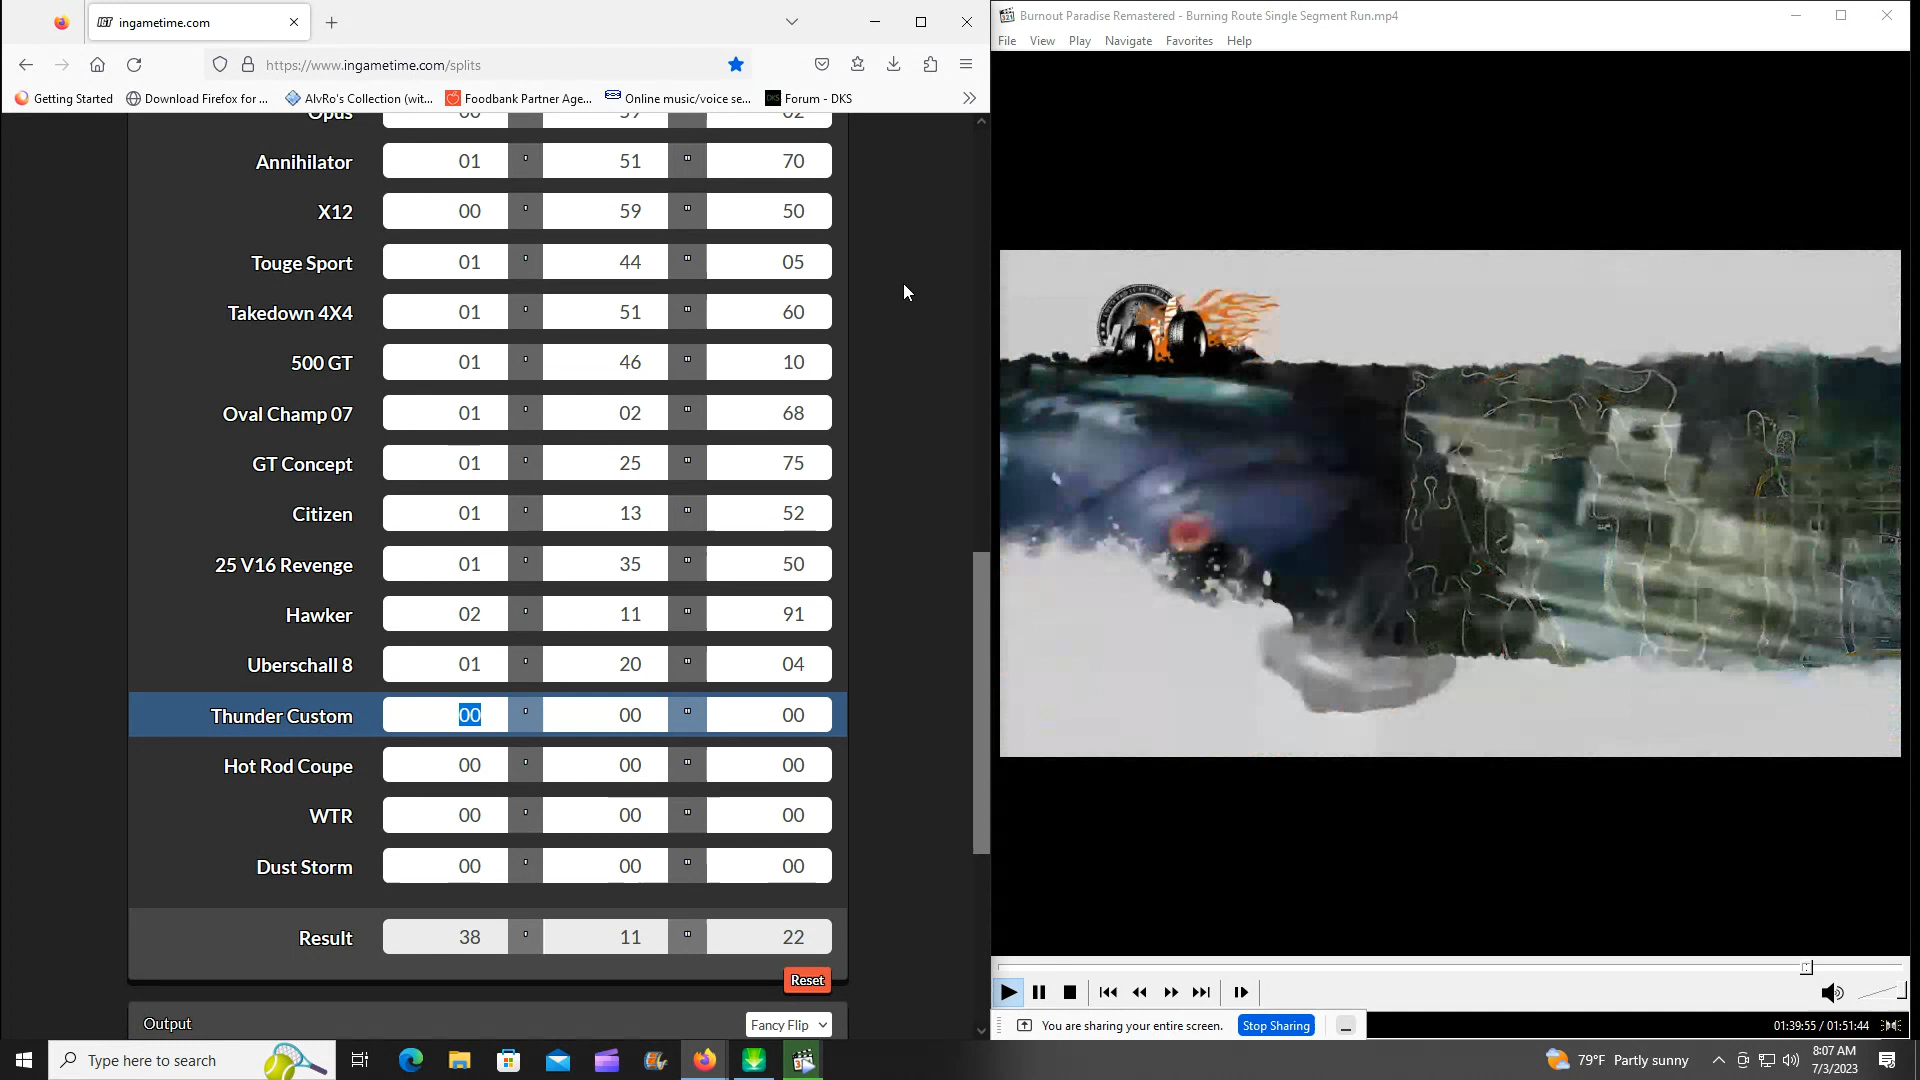 ingametime.com
Burnout Paradise Remastered - Burning Route Single Segment Run.mp4
File View Play Navigate Favorites Help
https://www.ingametime.com/splits
Getting Started Download Firefox for ... AlvRo's Collection (wit... Foodbank Partner Age... Online music/voice se... Forum - DKS
Opus 00 59 02
Annihilator 01 ' 51 " 70
X12 00 ' 59 " 50
Touge Sport 01 ' 44 " 05
Takedown 4X4 01 ' 51 " 60
500 GT 01 ' 46 " 10
Oval Champ 07 01 ' 02 " 68
GT Concept 01 ' 25 " 75
Citizen 01 ' 13 " 52
25 V16 Revenge 01 ' 35 " 50
Hawker 02 ' 11 " 91
Uberschall 8 01 ' 20 " 04
Thunder Custom 00 ' 00 " 00
Hot Rod Coupe 00 ' 00 " 00
WTR 00 ' 00 " 00
Dust Storm 00 ' 00 " 00
Result 38 ' 11 " 22
Reset
Output Fancy Flip
You are sharing your entire screen. Stop Sharing
01:39:55 / 01:51:44
Type here to search
79°F Partly sunny
8:07 AM
7/3/2023